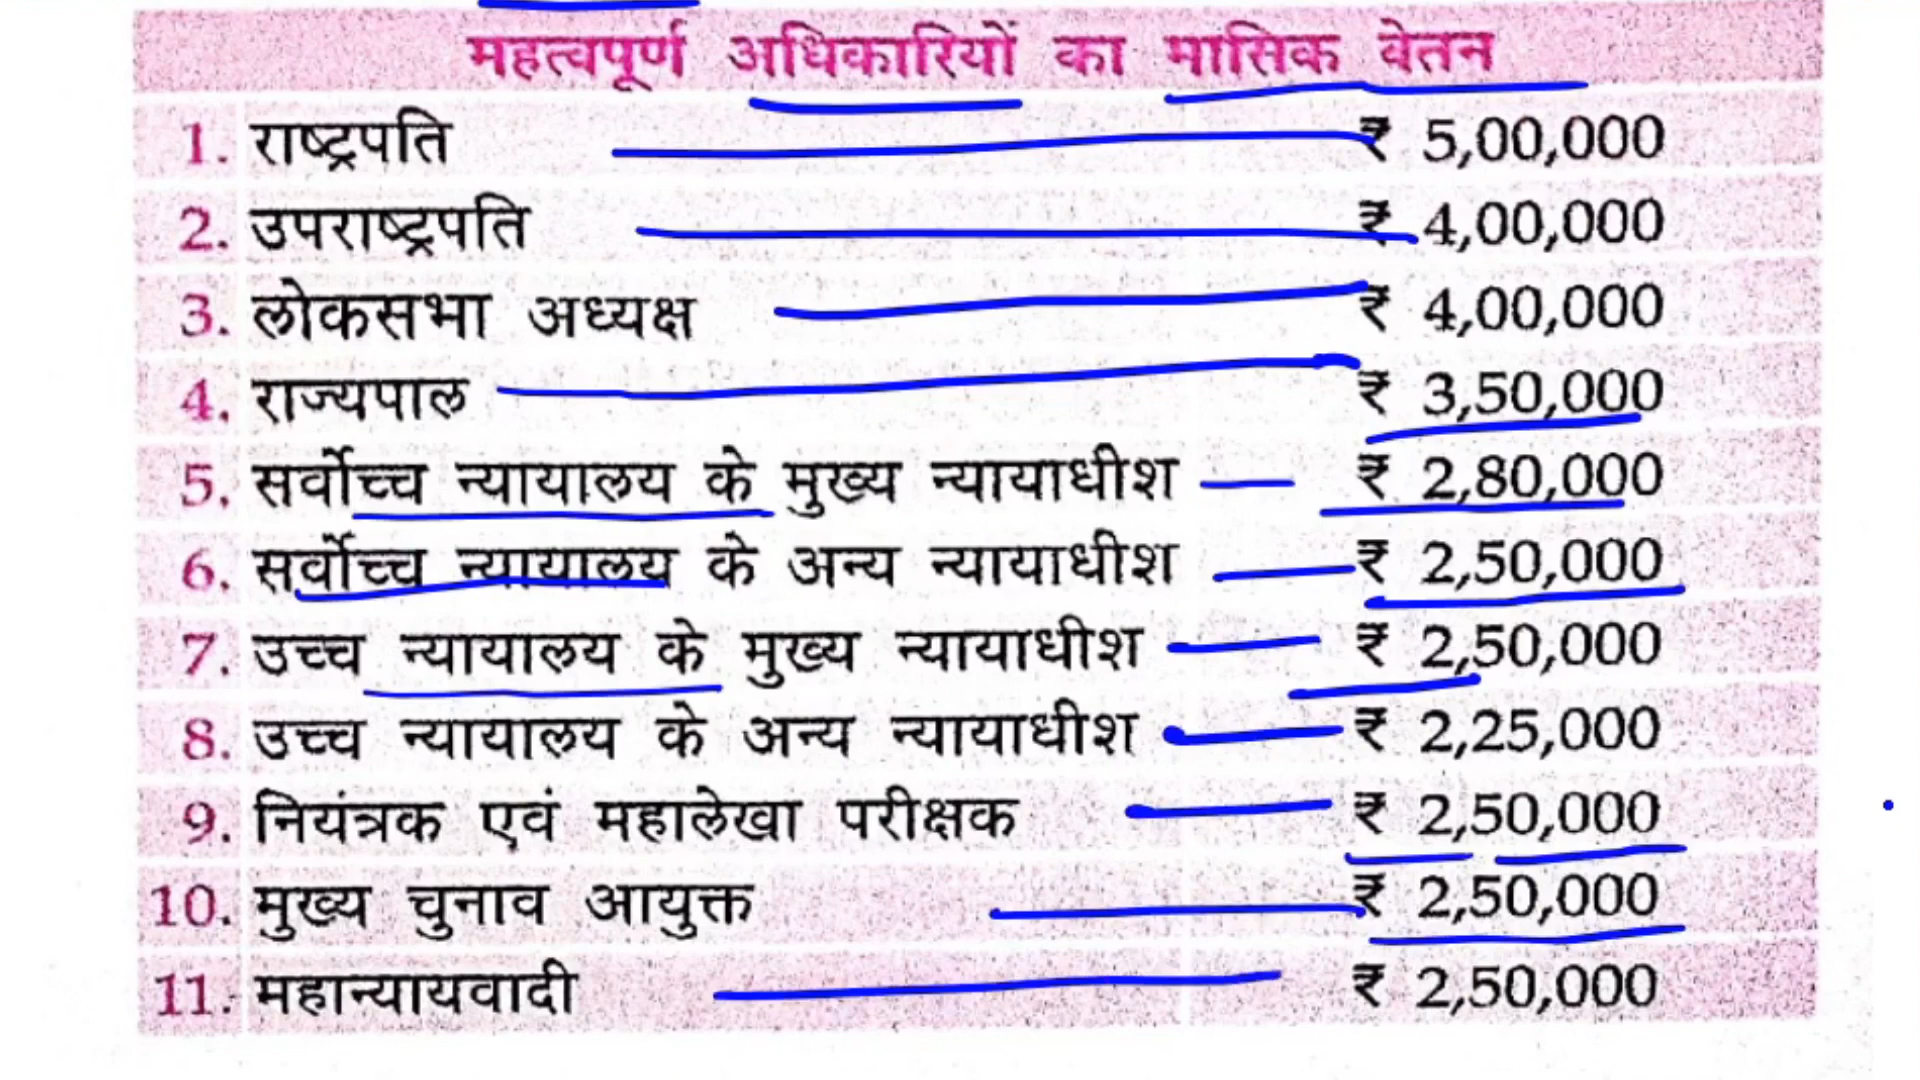 महत्वपूर्ण अधिकारियों का मासिक वेतन
1. राष्ट्रपति ₹ 5,00,000
2. उपराष्ट्रपति ₹ 4,00,000
3. लोकसभा अध्यक्ष ₹ 4,00,000
4. राज्यपाल ₹ 3,50,000
5. सर्वोच्च न्यायालय के मुख्य न्यायाधीश ₹ 2,80,000
6. सर्वोच्च न्यायालय के अन्य न्यायाधीश ₹ 2,50,000
7. उच्च न्यायालय के मुख्य न्यायाधीश ₹ 2,50,000
8. उच्च न्यायालय के अन्य न्यायाधीश ₹ 2,25,000
9. नियंत्रक एवं महालेखा परीक्षक ₹ 2,50,000
10. मुख्य चुनाव आयुक्त ₹ 2,50,000
11. महान्यायवादी ₹ 2,50,000